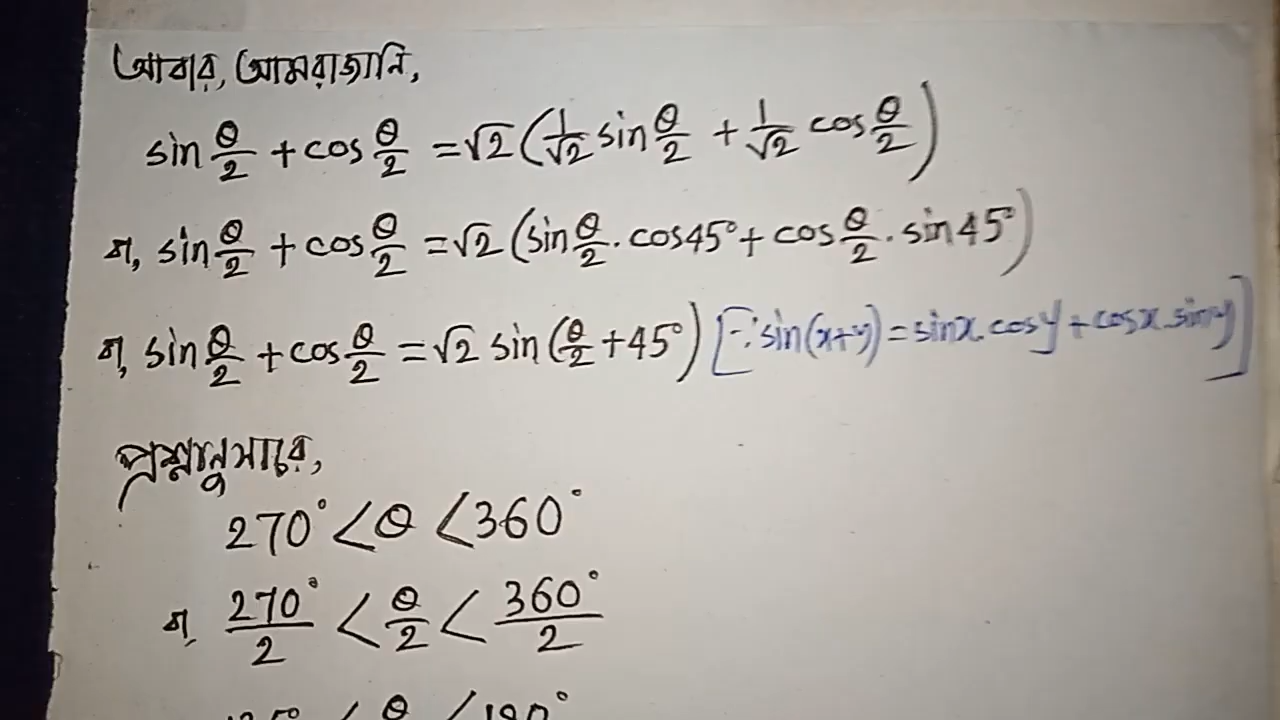 আবার, আমরাজানি,
sin θ/2 + cos θ/2 = √2 (1/√2 sin θ/2 + 1/√2 cos θ/2)
বা, sin θ/2 + cos θ/2 = √2 (sin θ/2 · cos45° + cos θ/2 · sin 45°)
বা, sin θ/2 + cos θ/2 = √2 sin (θ/2 + 45°) [∵ sin(x+y) = sinx.cosy + cosx.siny]
প্রশ্নানুসারে,
270° < θ < 360°
বা, 270°/2 < θ/2 < 360°/2